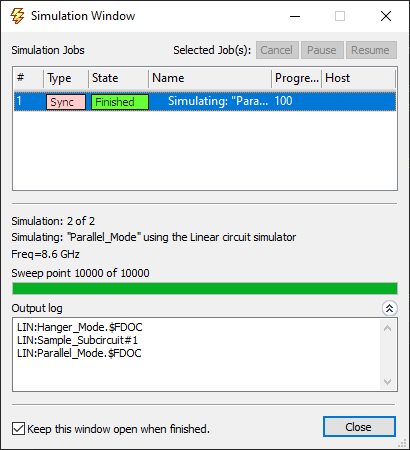 Simulation Window
Simulation Jobs Selected Job(s): Cancel Pause Resume
# Type State Name Progre... Host
1 Sync Finished Simulating: "Para... 100
Simulation: 2 of 2
Simulating: "Parallel_Mode" using the Linear circuit simulator
Freq=8.6 GHz
Sweep point 10000 of 10000
Output log
LIN:Hanger_Mode.$FDOC
LIN:Sample_Subcircuit#1
LIN:Parallel_Mode.$FDOC
Keep this window open when finished. Close